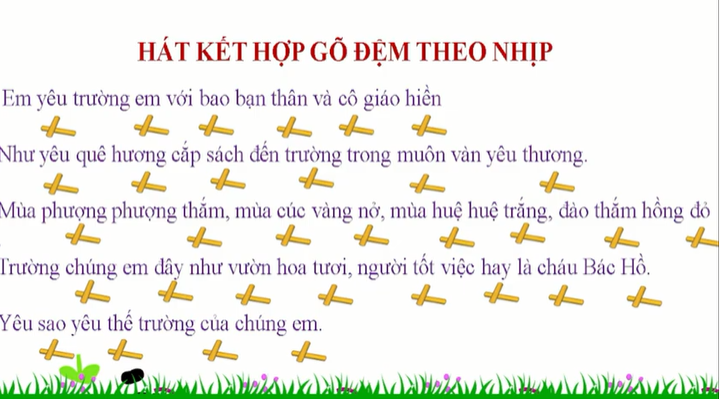 HÁT KẾT HỢP GÕ ĐỆM THEO NHỊP
Em yêu trường em với bao bạn thân và cô giáo hiền
Như yêu quê hương cắp sách đến trường trong muôn vàn yêu thương.
Mùa phượng phượng thắm, mùa cúc vàng nở, mùa huệ huệ trắng, đào thắm hồng đỏ
Trường chúng em đây như vườn hoa tươi, người tốt việc hay là cháu Bác Hồ.
Yêu sao yêu thế trường của chúng em.